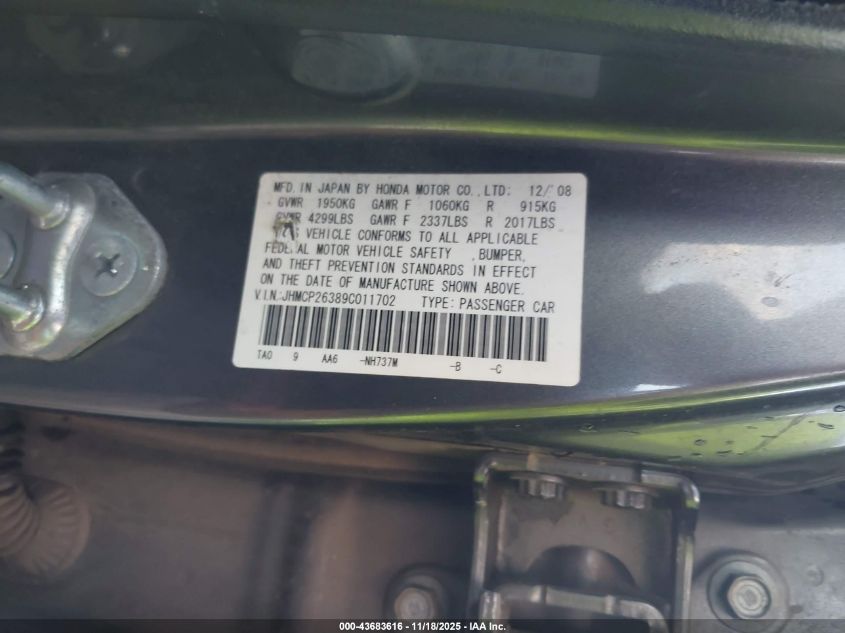 MFD. IN JAPAN BY HONDA MOTOR CO., LTD: 12/ 08
GVWR 1950KG GAWR F 1060KG R 915KG
GVWR 4299LBS GAWR F 2337LBS R 2017LBS
THIS VEHICLE CONFORMS TO ALL APPLICABLE
FEDERAL MOTOR VEHICLE SAFETY , BUMPER,
AND THEFT PREVENTION STANDARDS IN EFFECT
ON THE DATE OF MANUFACTURE SHOWN ABOVE.
V.I.N.:JHMCP26389C011702 TYPE: PASSENGER CAR
TA0 9 AA6 -NH737M -B -C
000-43683616 - 11/18/2025 - IAA Inc.